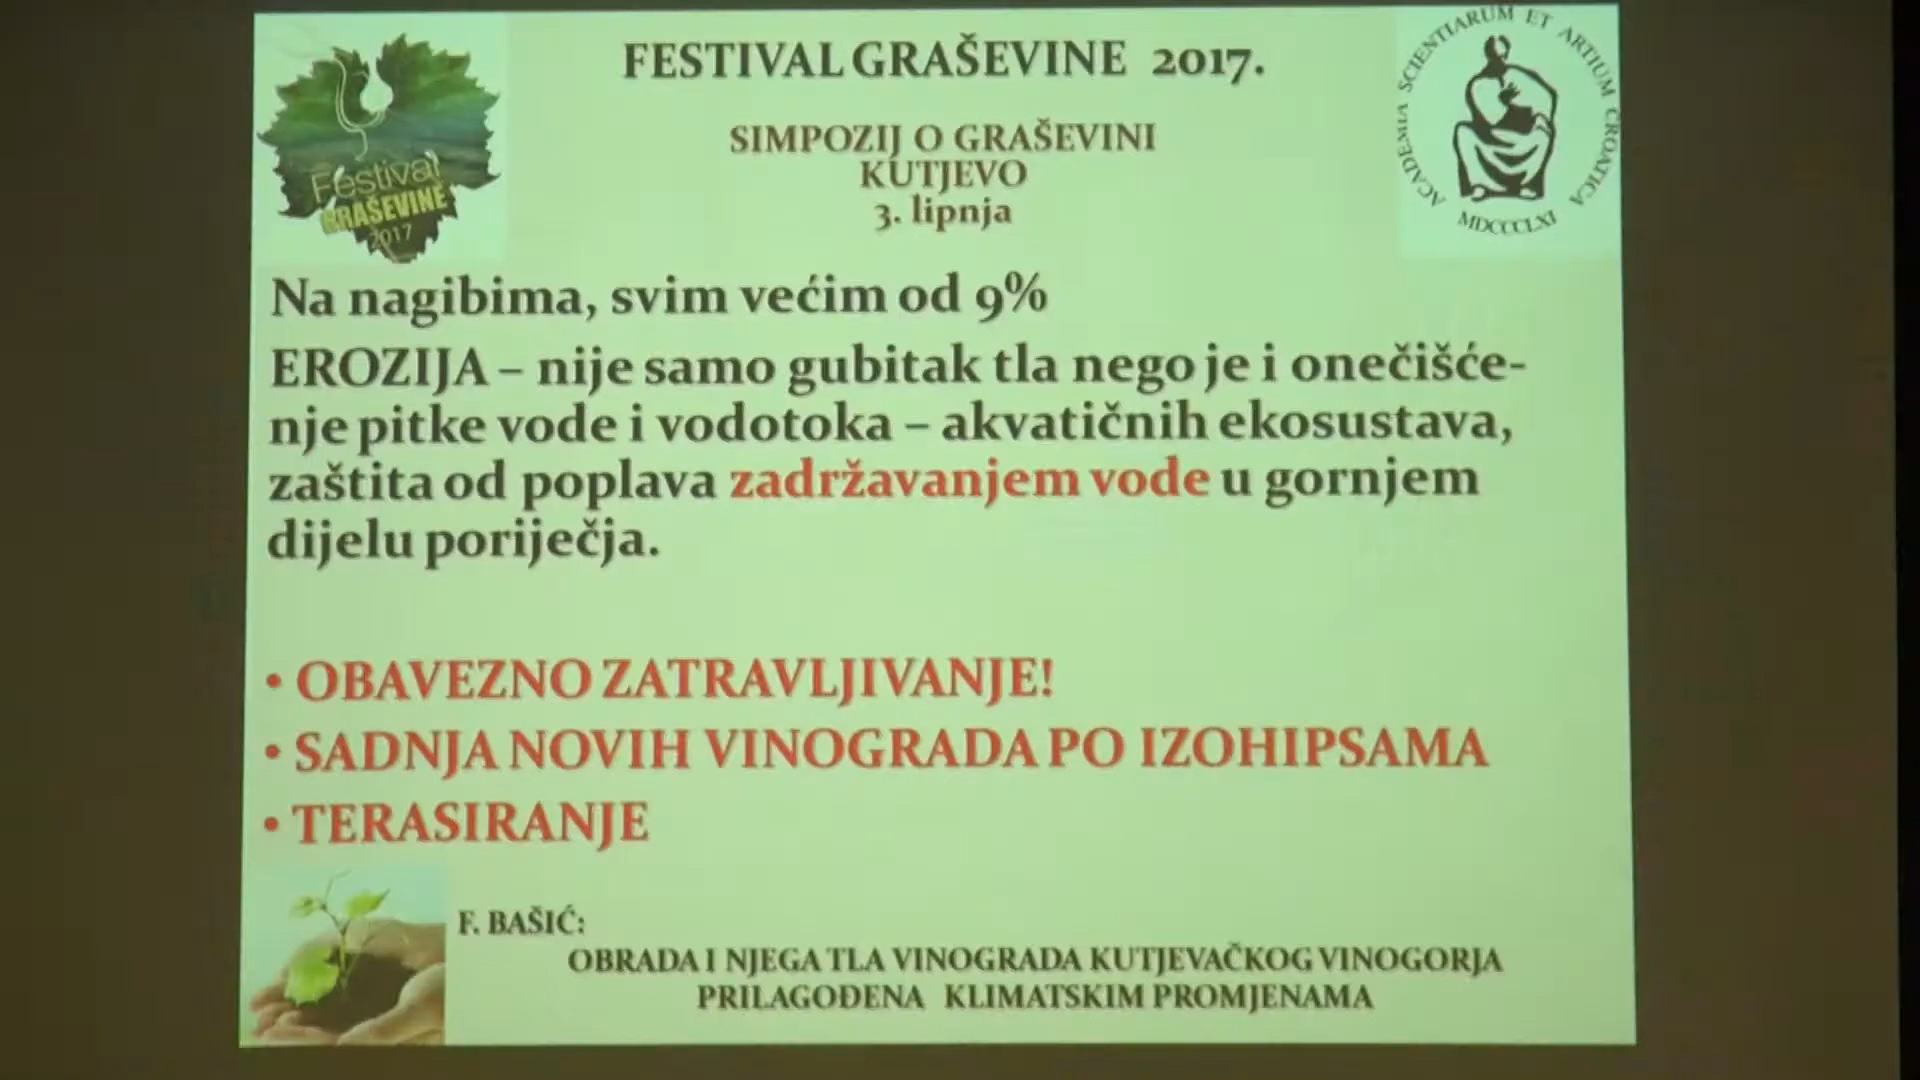 FESTIVAL GRAŠEVINE 2017.
SIMPOZIJ O GRAŠEVINI
KUTJEVO
3. lipnja
Festival
GRAŠEVINE
2017
ACADEMIA SCIENTIARUM ET ARTIUM CROATICA
MDCCCLXI
Na nagibima, svim većim od 9%
EROZIJA – nije samo gubitak tla nego je i onečišće-
nje pitke vode i vodotoka – akvatičnih ekosustava,
zaštita od poplava zadržavanjem vode u gornjem
dijelu poriječja.
• OBAVEZNO ZATRAVLJIVANJE!
• SADNJA NOVIH VINOGRADA PO IZOHIPSAMA
• TERASIRANJE
F. BAŠIĆ:
OBRADA I NJEGA TLA VINOGRADA KUTJEVAČKOG VINOGORJA
PRILAGOĐENA KLIMATSKIM PROMJENAMA